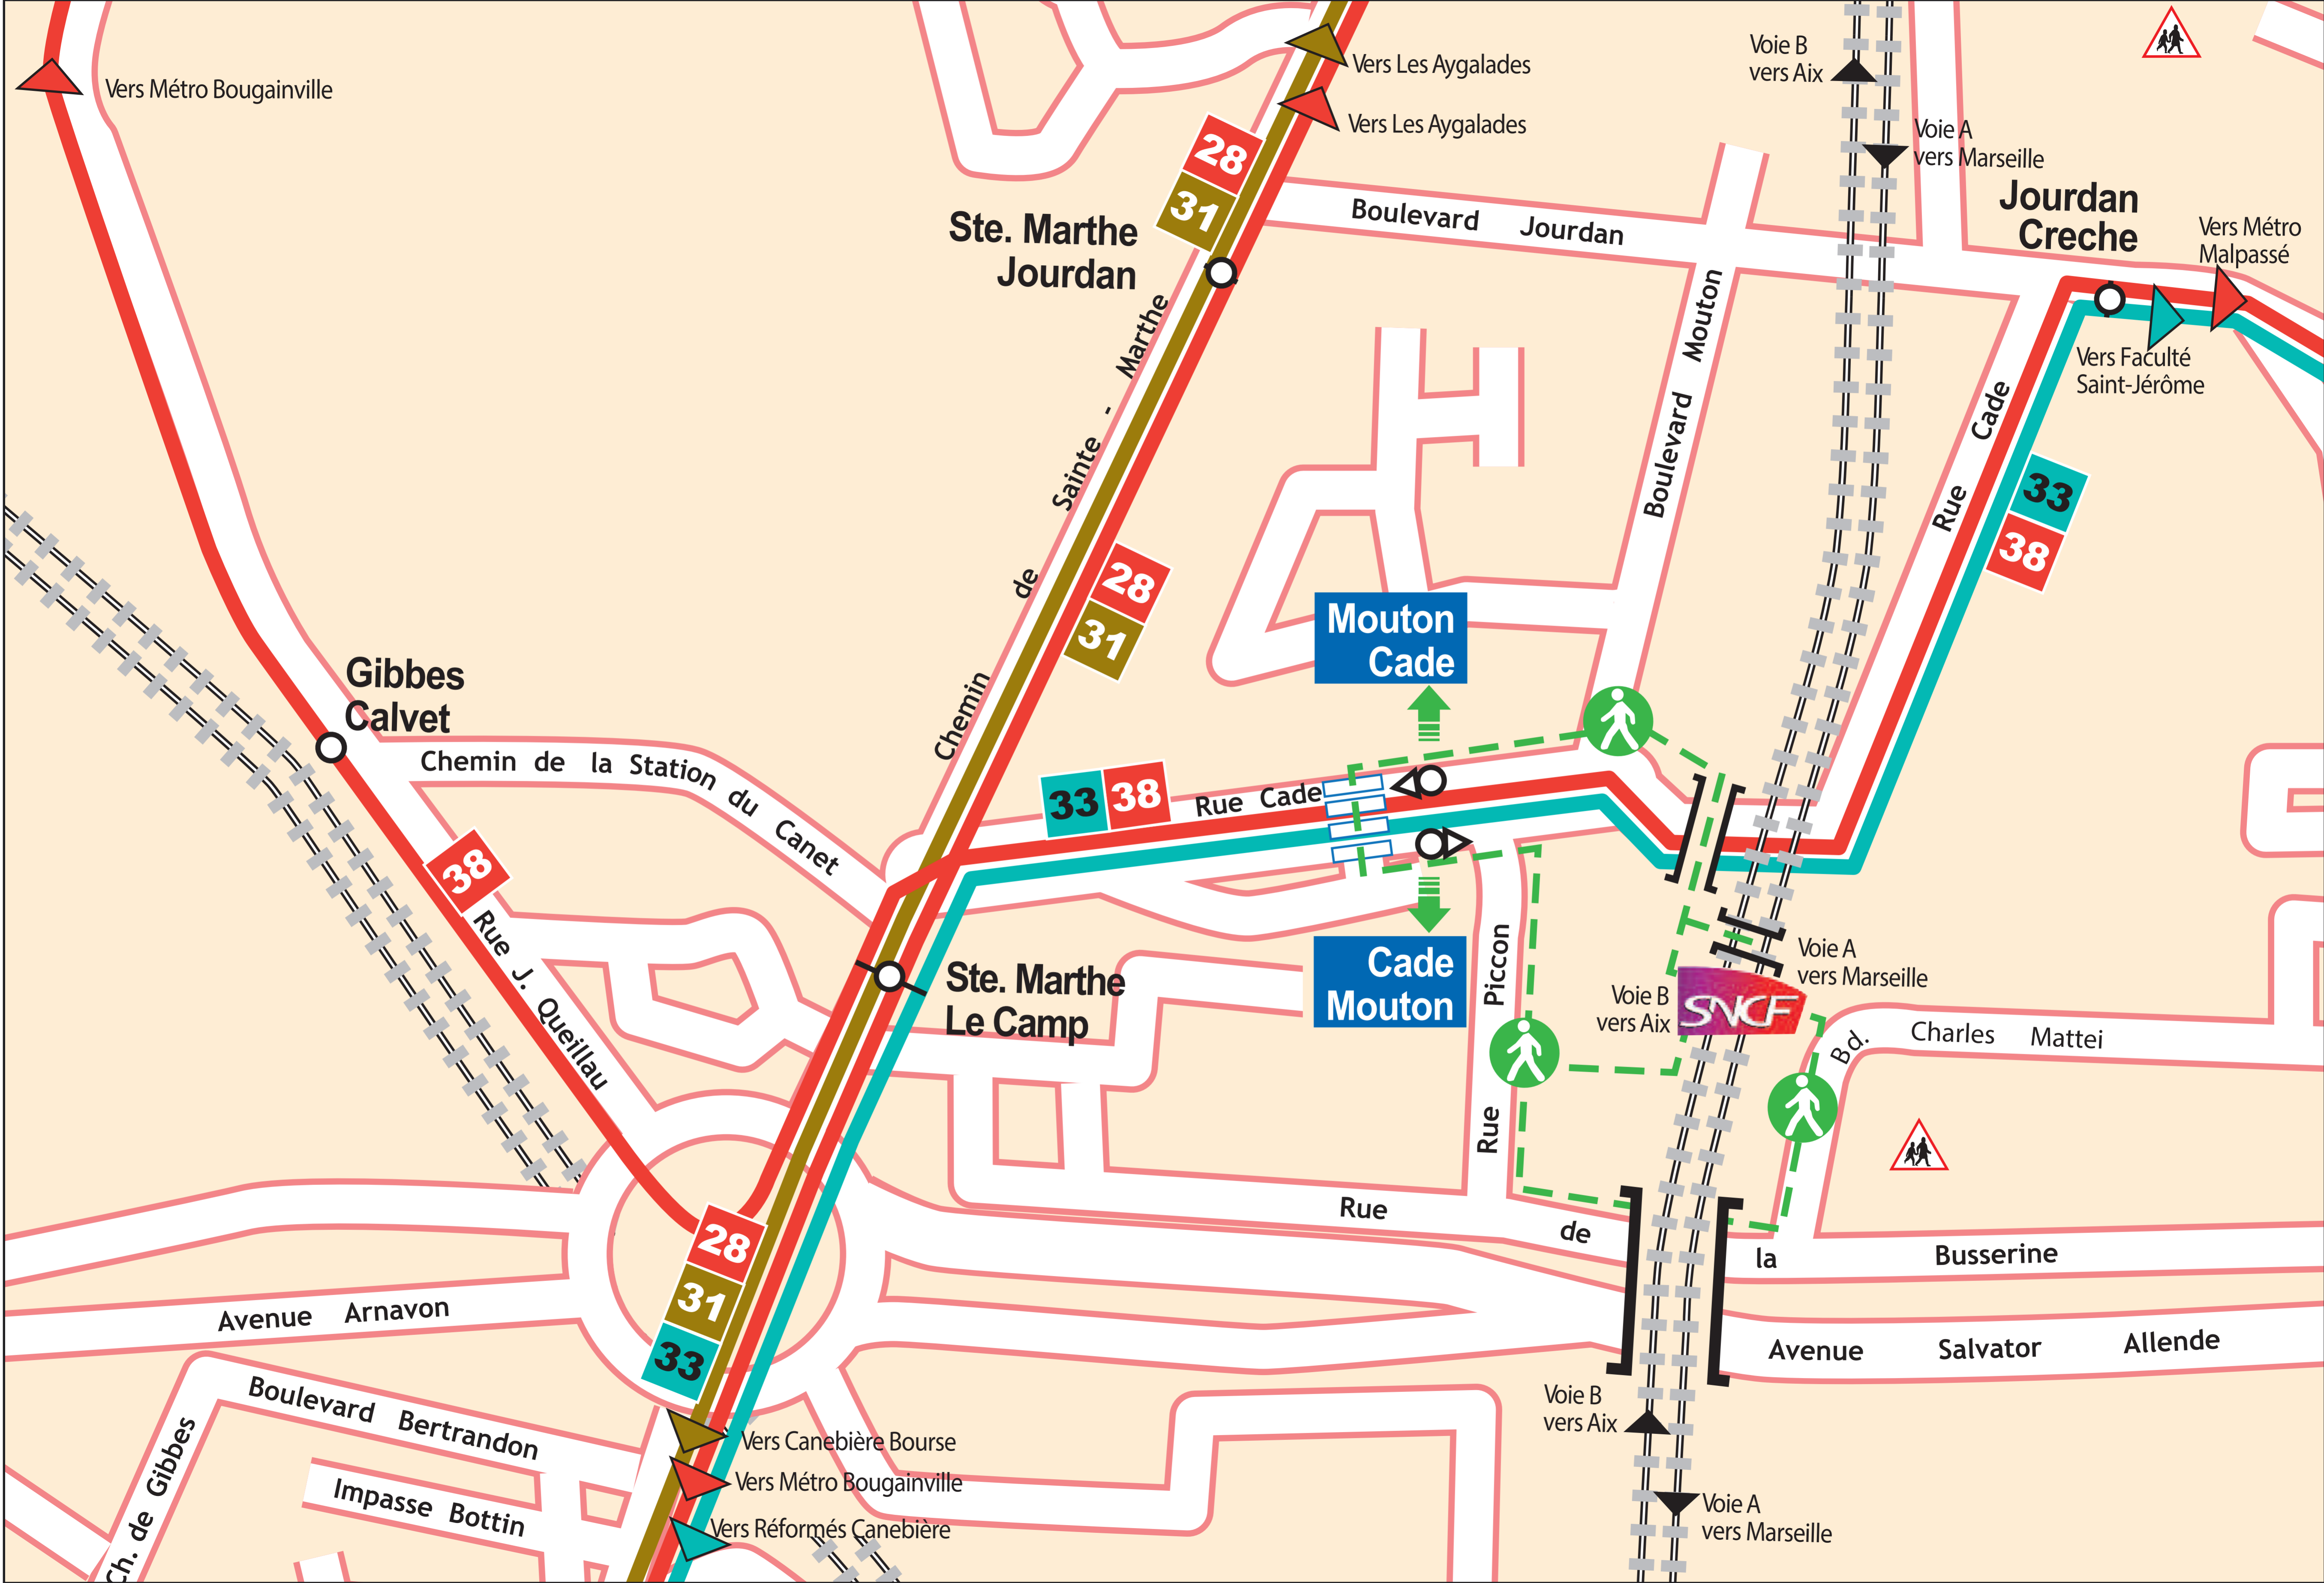 Vers Métro Bougainville
Vers Les Aygalades
Vers Les Aygalades
28
31
Ste. Marthe
Jourdan
Boulevard Jourdan
Voie B
vers Aix
Voie A
vers Marseille
Jourdan
Creche
Vers Métro
Malpassé
Vers Faculté
Saint-Jérôme
Boulevard Mouton
Rue Cade
33
38
Chemin de Sainte - Marthe
28
31
Mouton
Cade
Gibbes
Calvet
Chemin de la Station du Canet
33 38
Rue Cade
38
Rue J. Queillau
Ste. Marthe
Le Camp
Cade
Mouton
Rue Piccon
Voie A
vers Marseille
Voie B
vers Aix
SNCF
Bd. Charles Mattei
Rue de la Busserine
28
31
33
Avenue Arnavon
Avenue Salvator Allende
Boulevard Bertrandon
Ch. de Gibbes
Impasse Bottin
Vers Canebière Bourse
Vers Métro Bougainville
Vers Réformés Canebière
Voie B
vers Aix
Voie A
vers Marseille